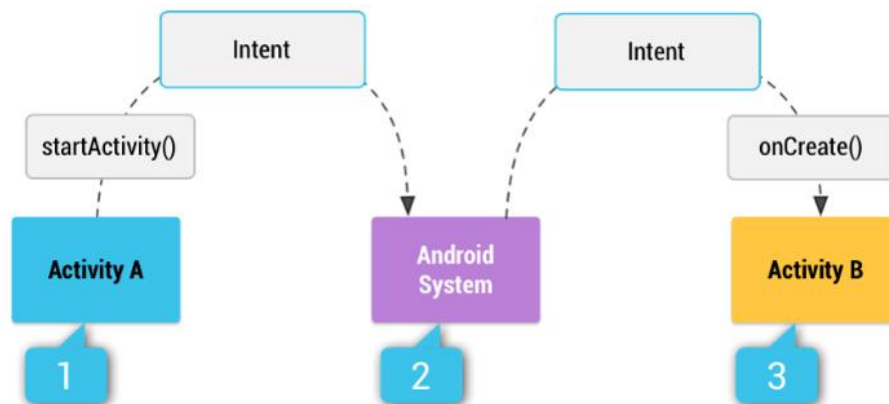 Intent
Intent
startActivity()
onCreate()
Activity A
Android
System
Activity B
1
2
3